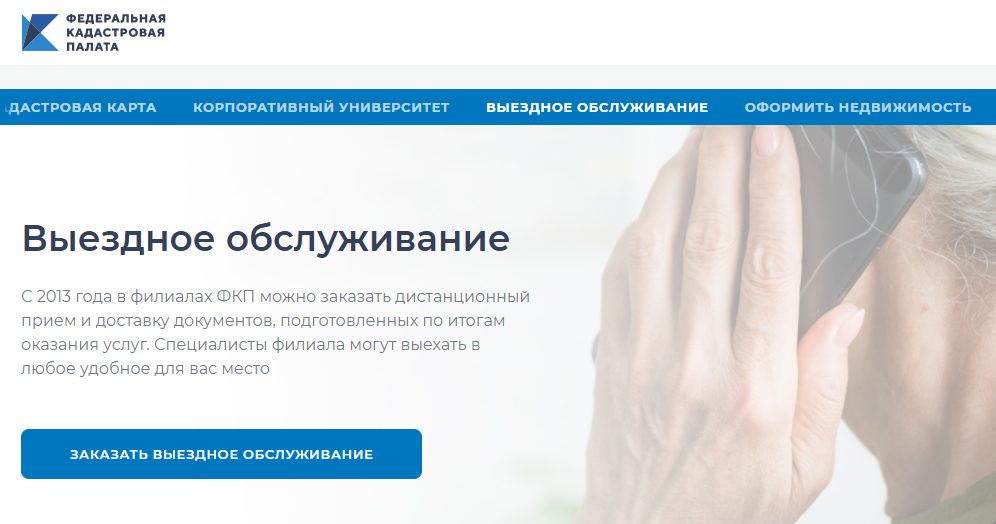 ФЕДЕРАЛЬНАЯ
КАДАСТРОВАЯ
ПАЛАТА
АДАСТРОВАЯ КАРТА КОРПОРАТИВНЫЙ УНИВЕРСИТЕТ ВЫЕЗДНОЕ ОБСЛУЖИВАНИЕ ОФОРМИТЬ НЕДВИЖИМОСТЬ
Выездное обслуживание
С 2013 года в филиалах ФКП можно заказать дистанционный
прием и доставку документов, подготовленных по итогам
оказания услуг. Специалисты филиала могут выехать в
любое удобное для вас место
ЗАКАЗАТЬ ВЫЕЗДНОЕ ОБСЛУЖИВАНИЕ